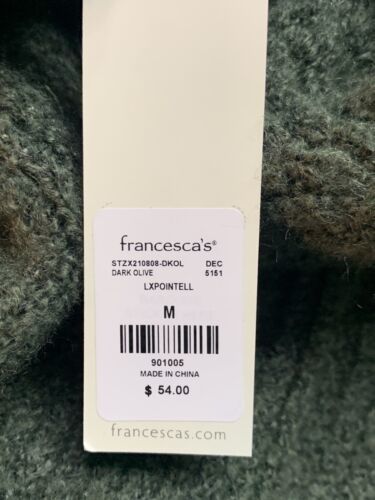 francesca's®
STZX210808-DKOL DEC
DARK OLIVE 5151
LXPOINTELL
M
901005
MADE IN CHINA
$ 54.00
francescas.com